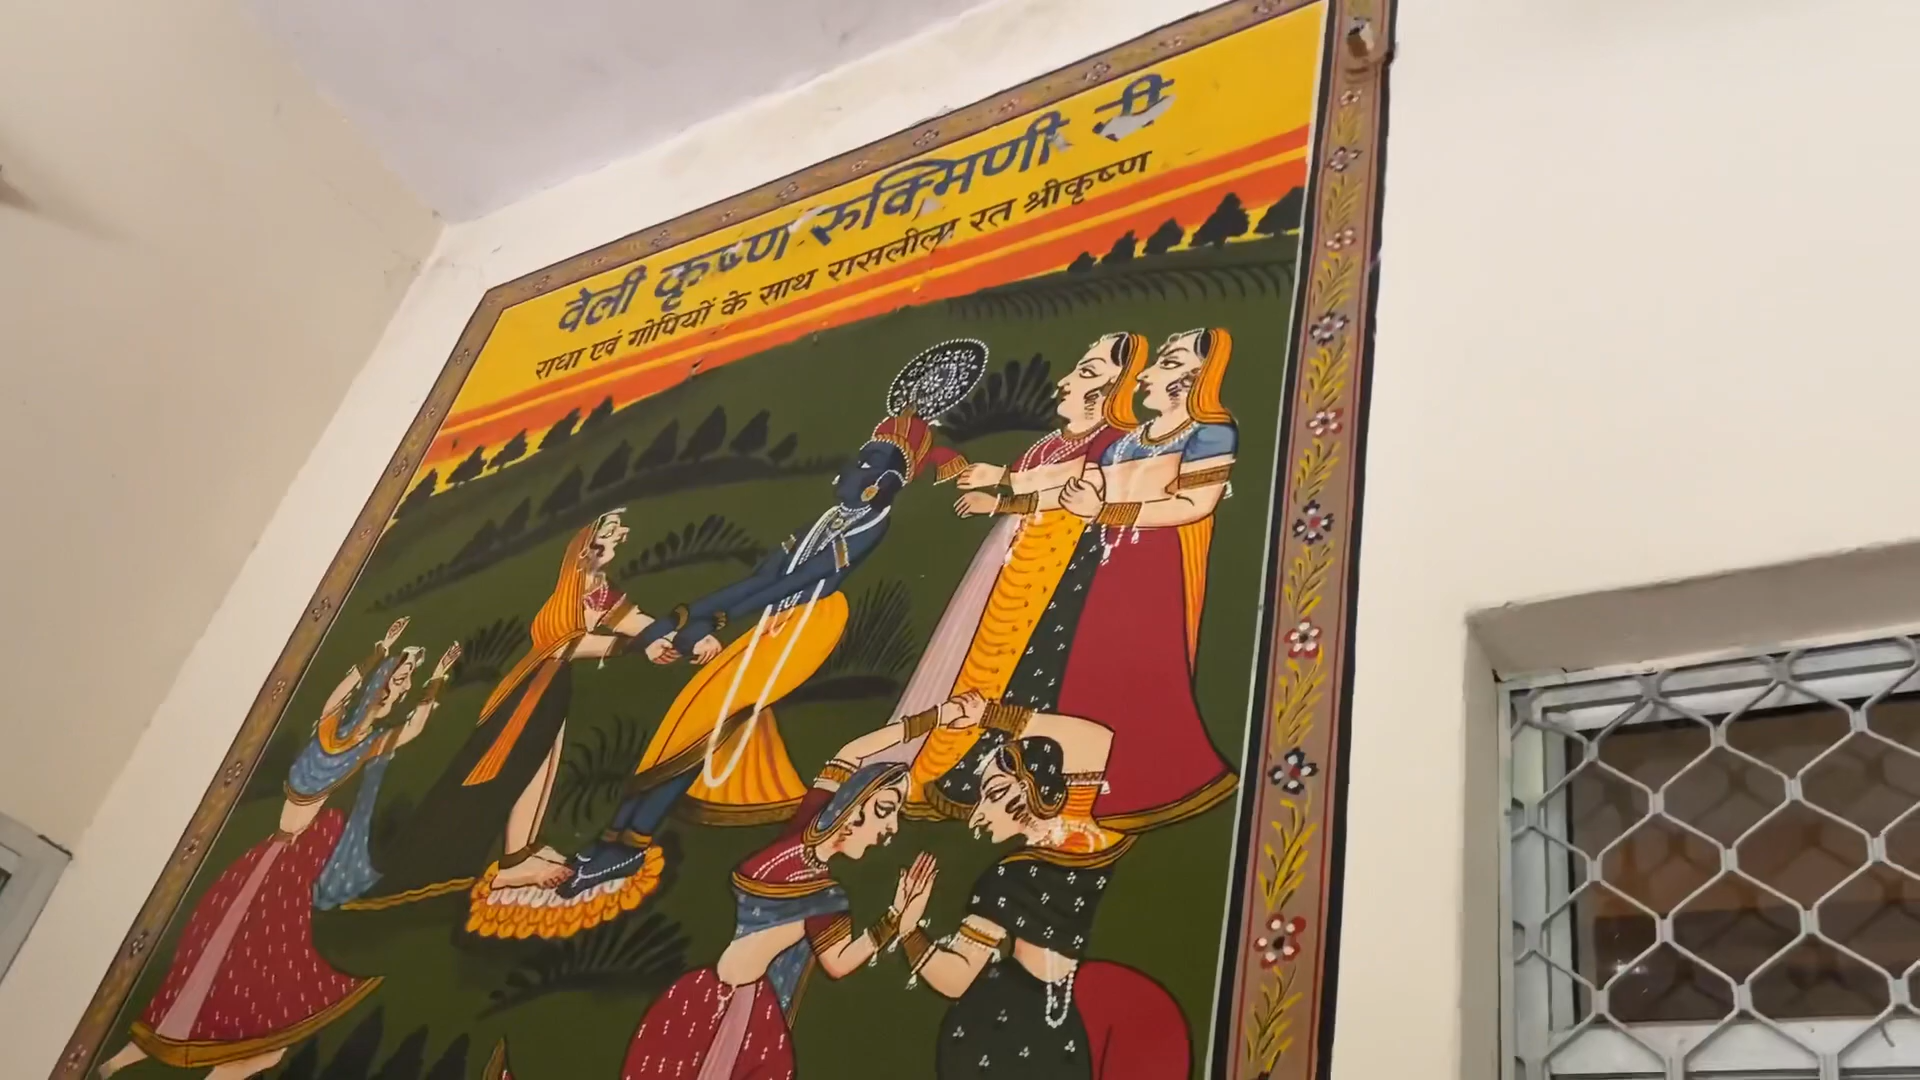 वेली कृष्ण रुक्मिणी री
राधा एवं गोपियों के साथ रासलीला रत श्रीकृष्ण